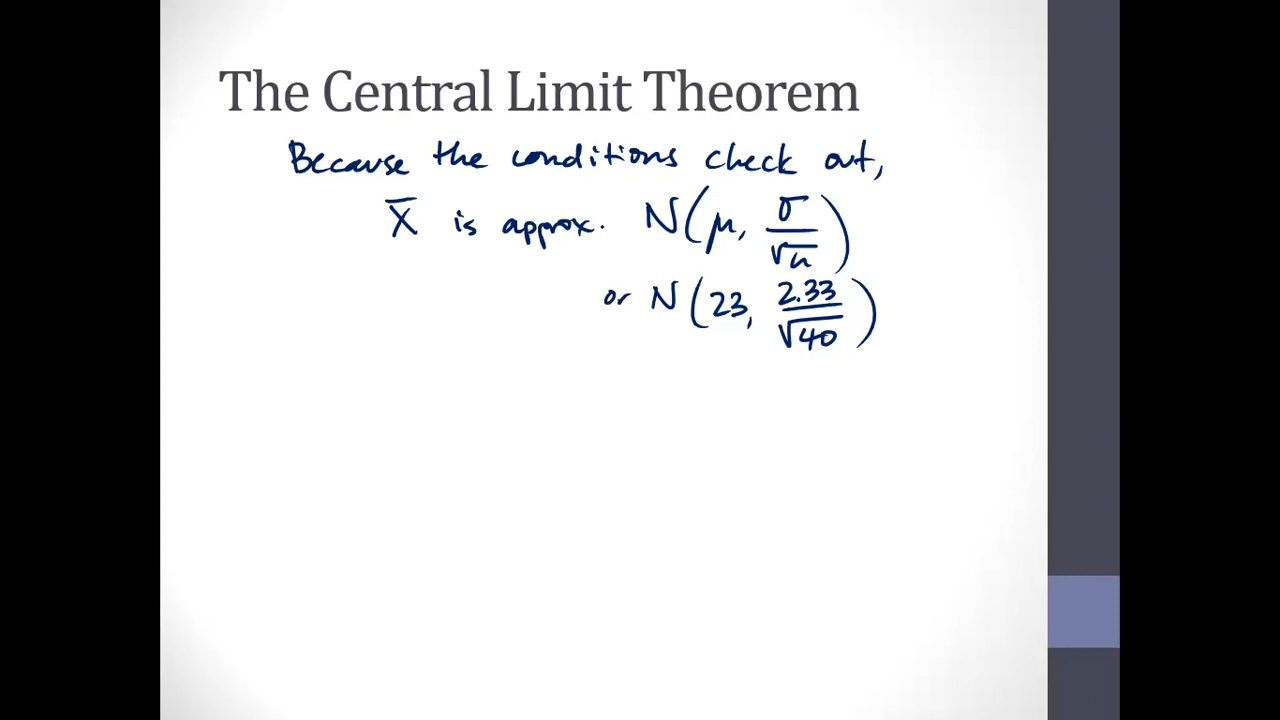 The Central Limit Theorem
Because the conditions check out,
X̄ is approx. N(μ, σ/√n)
or N(23, 2.33/√40)